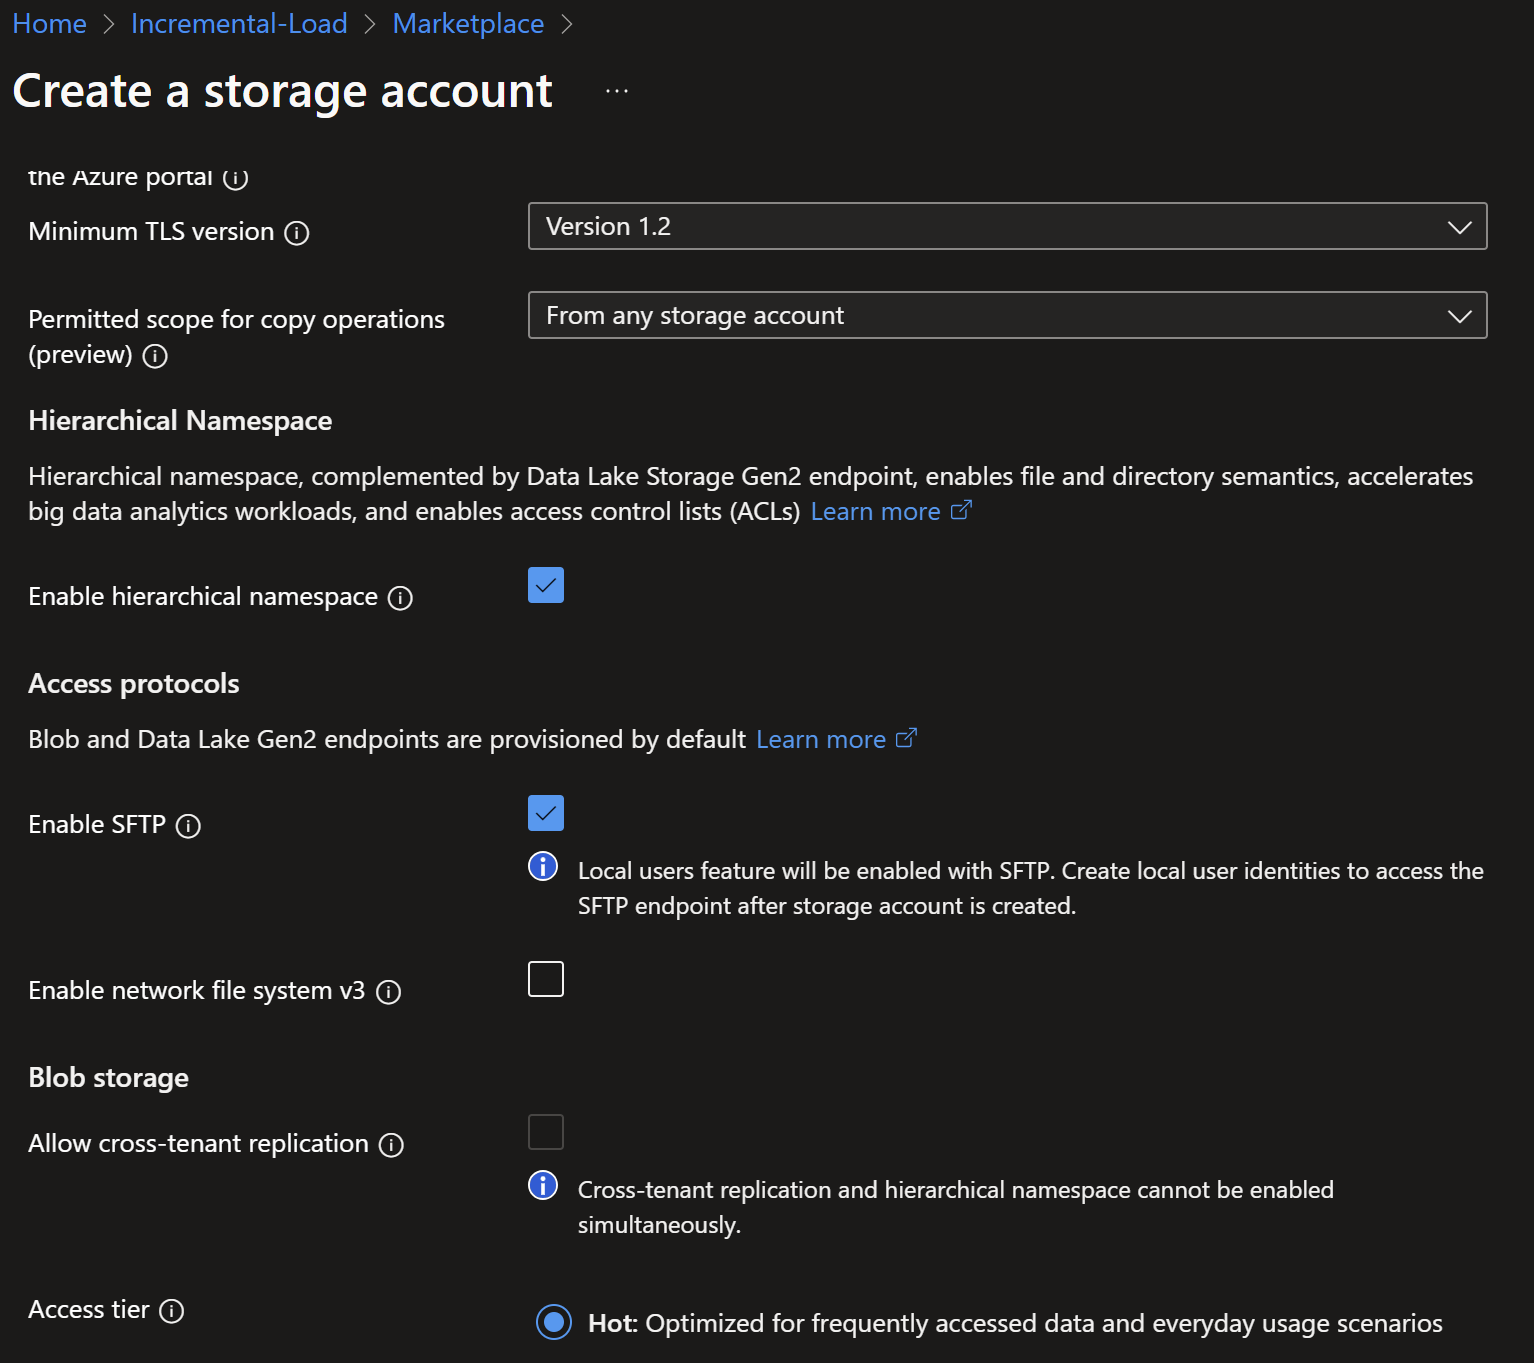 Home > Incremental-Load > Marketplace >
Create a storage account ...
the Azure portal
Minimum TLS version
Version 1.2
Permitted scope for copy operations
(preview)
From any storage account
Hierarchical Namespace
Hierarchical namespace, complemented by Data Lake Storage Gen2 endpoint, enables file and directory semantics, accelerates
big data analytics workloads, and enables access control lists (ACLs) Learn more
Enable hierarchical namespace
Access protocols
Blob and Data Lake Gen2 endpoints are provisioned by default Learn more
Enable SFTP
Local users feature will be enabled with SFTP. Create local user identities to access the
SFTP endpoint after storage account is created.
Enable network file system v3
Blob storage
Allow cross-tenant replication
Cross-tenant replication and hierarchical namespace cannot be enabled
simultaneously.
Access tier
Hot: Optimized for frequently accessed data and everyday usage scenarios